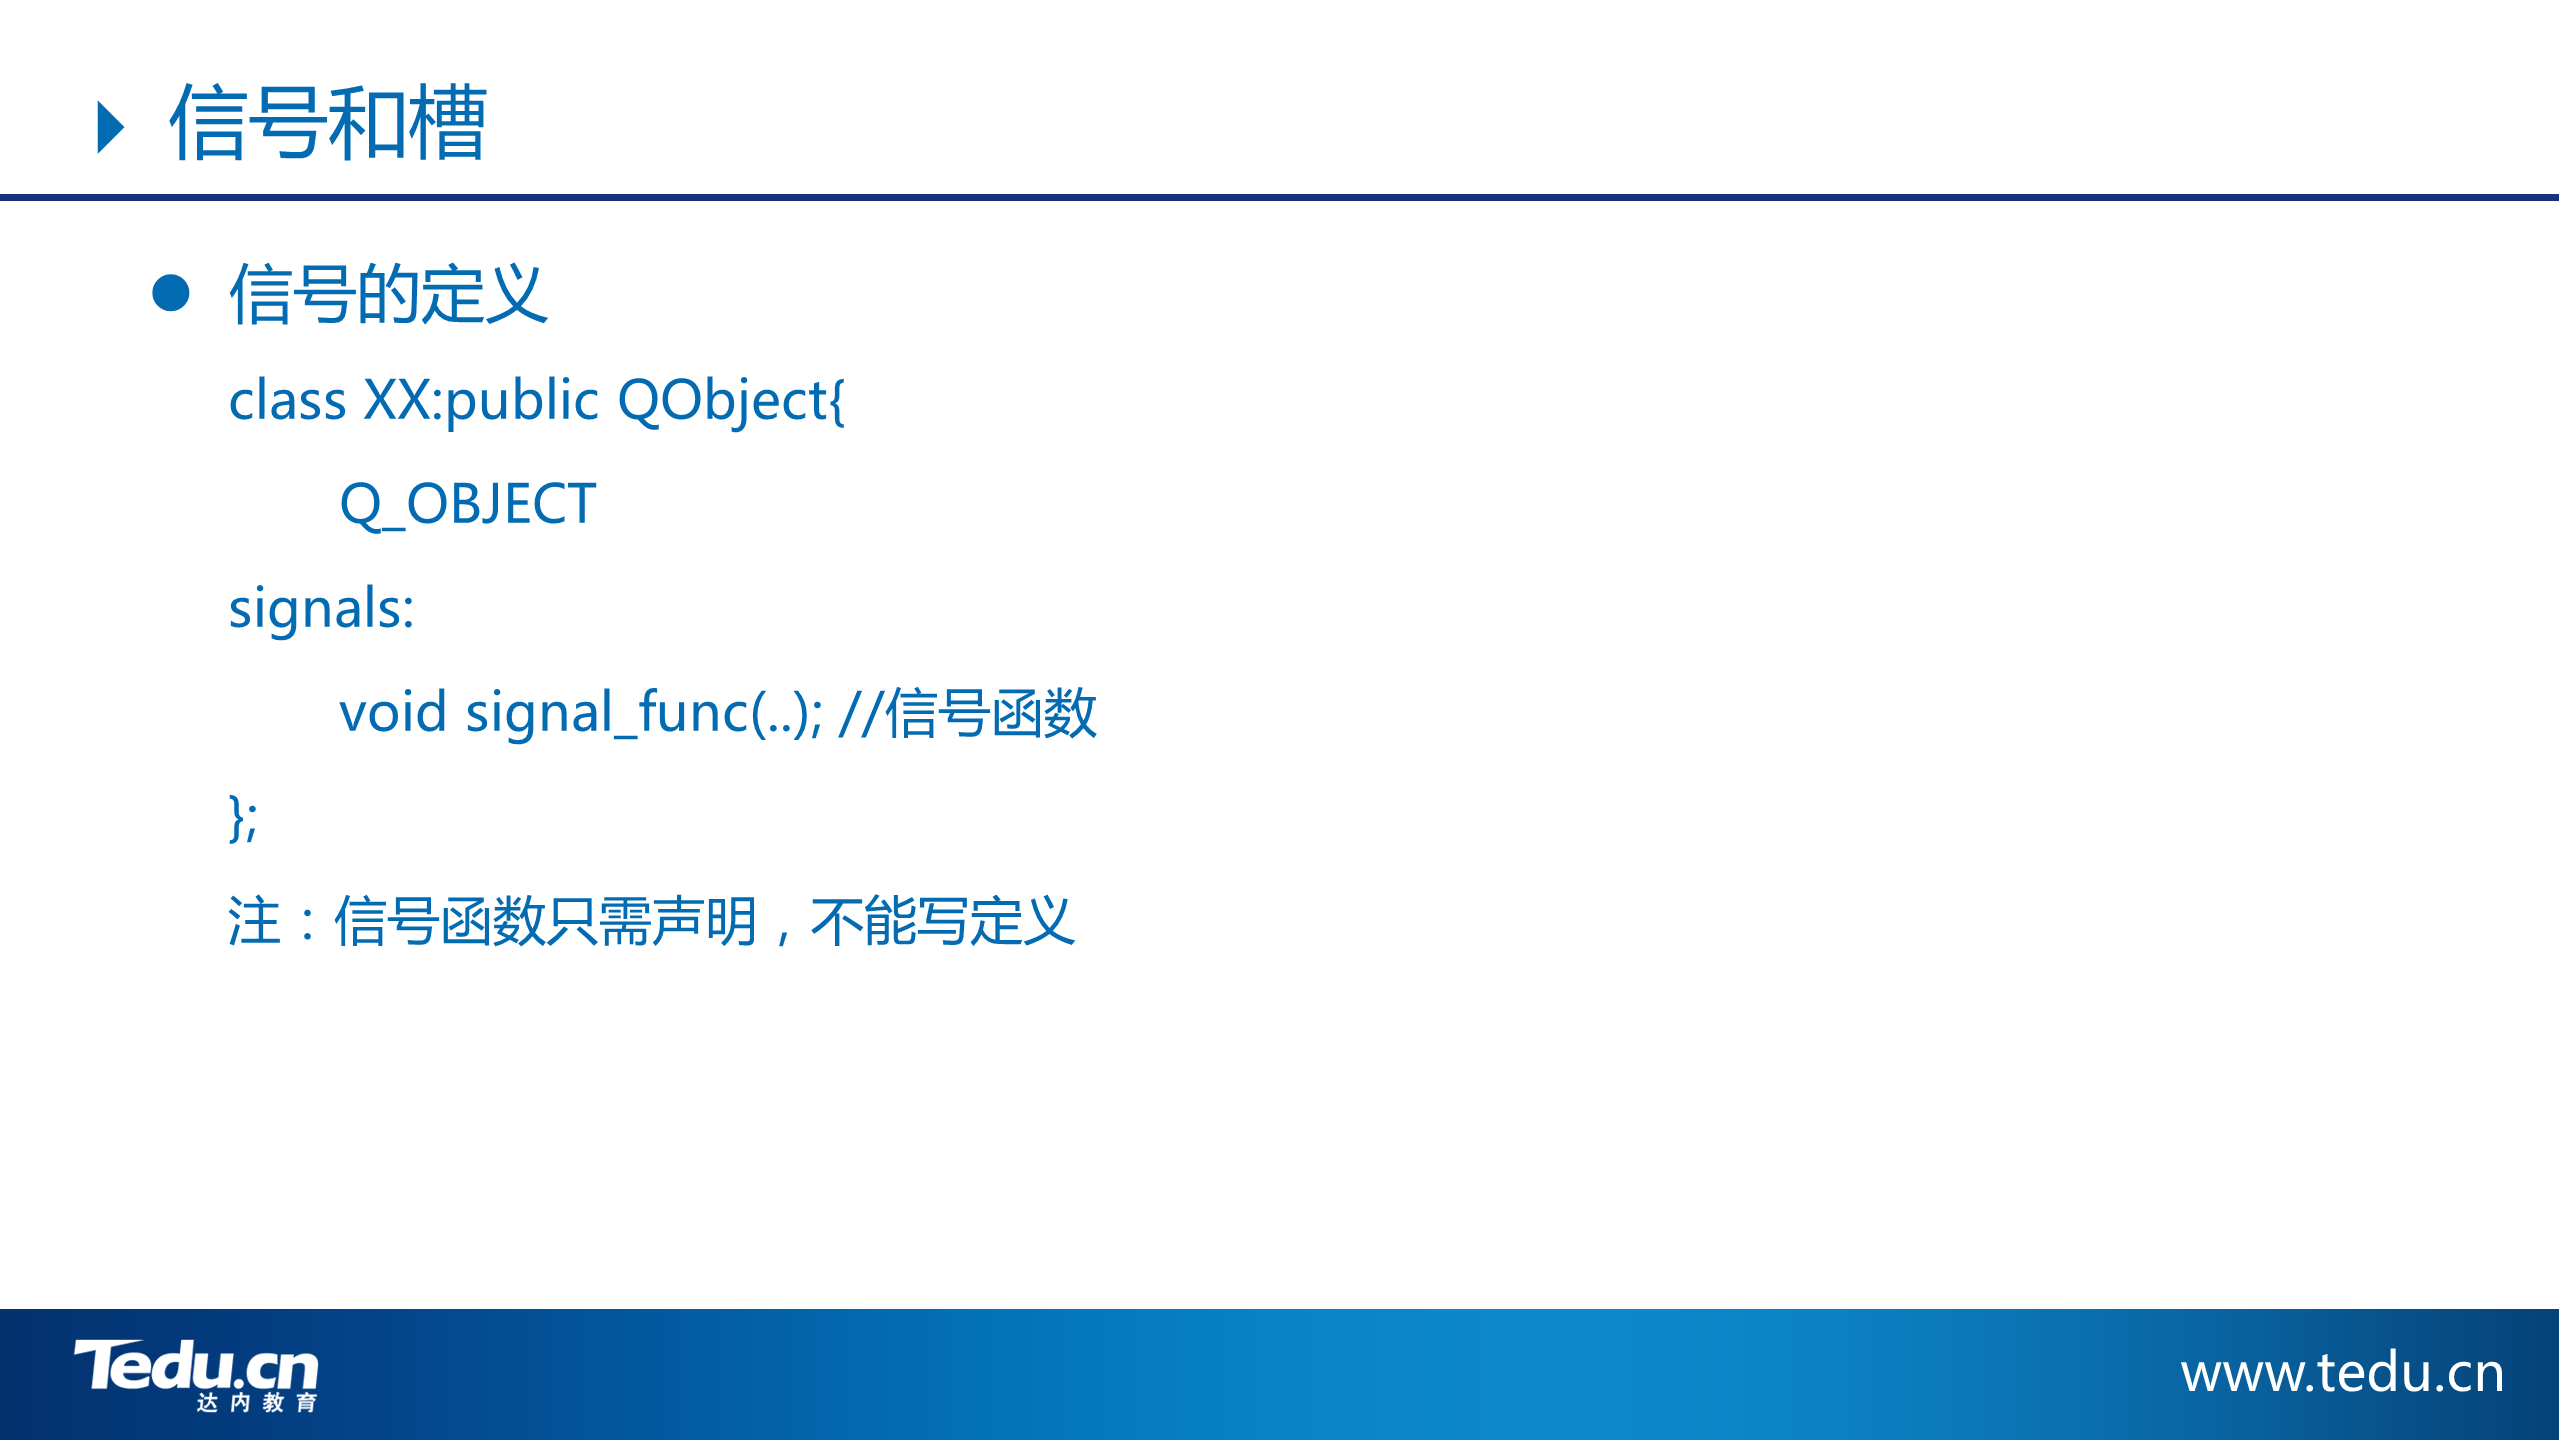 信号和槽
信号的定义
class XX:public QObject{
Q_OBJECT
signals:
void signal_func(..); //信号函数
};
注：信号函数只需声明，不能写定义
Tedu.cn
达内教育
www.tedu.cn